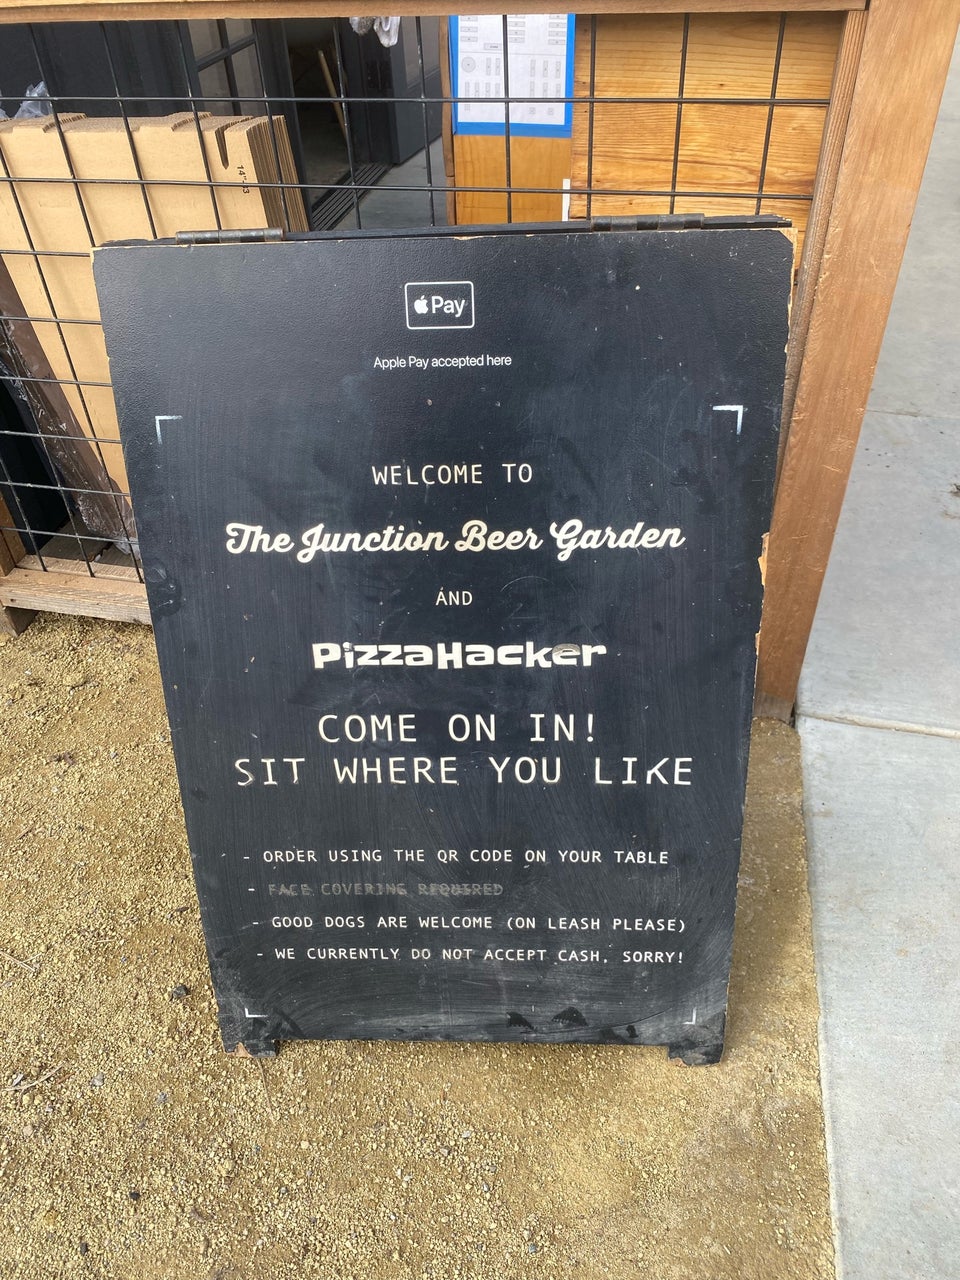 14"-3
Pay
Apple Pay accepted here
WELCOME TO
The Junction Beer Garden
AND
PizzaHacker
COME ON IN!
SIT WHERE YOU LIKE
- ORDER USING THE QR CODE ON YOUR TABLE
- FACE COVERING REQUIRED
- GOOD DOGS ARE WELCOME (ON LEASH PLEASE)
- WE CURRENTLY DO NOT ACCEPT CASH, SORRY!